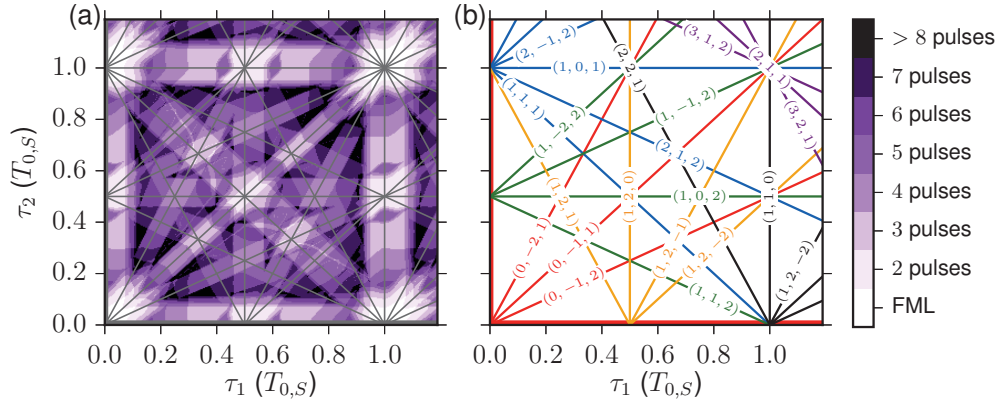 (a)
τ₂ (T₀,S)
1.0
0.8
0.6
0.4
0.2
0.0
0.0 0.2 0.4 0.6 0.8 1.0
τ₁ (T₀,S)
(b)
(2, −1, 2)
(1, 0, 1)
(1, 1, 1)
(2, 2, 1)
(3, 1, 2)
(2, 1, 1)
(3, 2, 1)
(1, −2, 2)
(1, −1, 2)
(2, 1, 2)
(1, 2, 1)
(1, 2, 0)
(1, 0, 2)
(1, 1, 0)
(0, −2, 1)
(0, −1, 1)
(0, −1, 2)
(1, 2, −1)
(1, 2, −2)
(1, 1, 2)
(1, 2, −2)
0.0 0.2 0.4 0.6 0.8 1.0
τ₁ (T₀,S)
> 8 pulses
7 pulses
6 pulses
5 pulses
4 pulses
3 pulses
2 pulses
FML